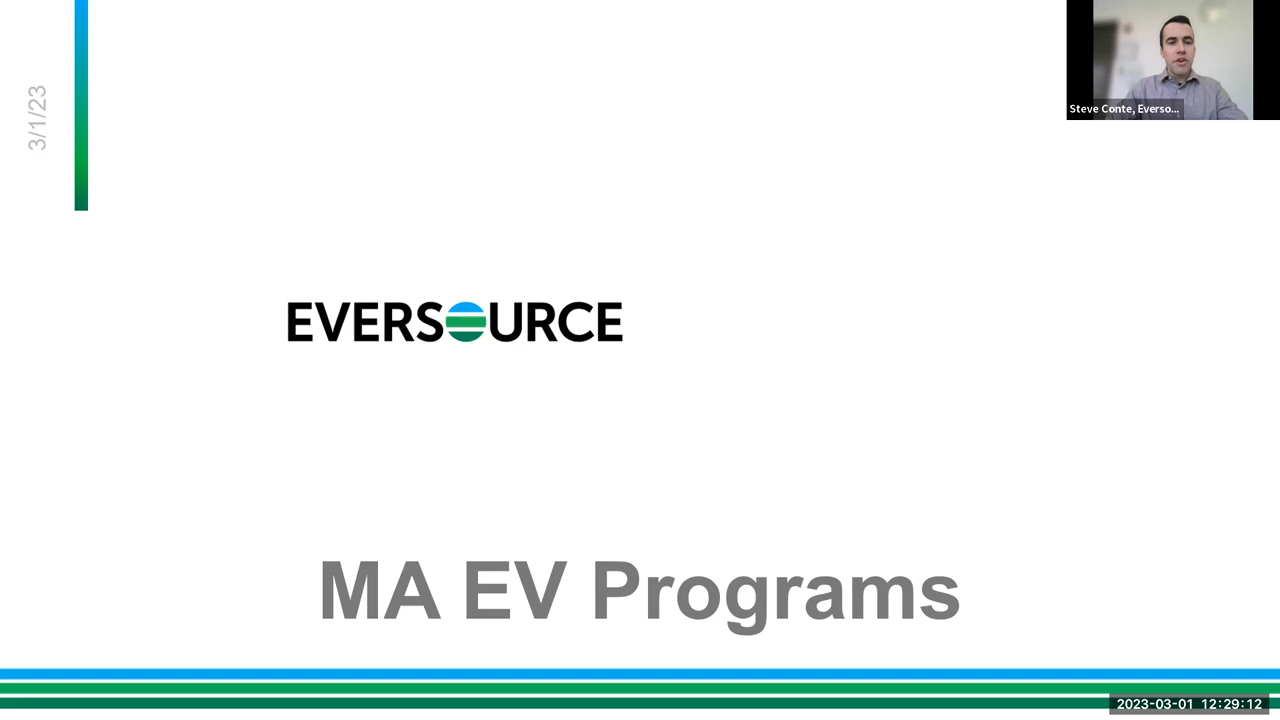 3/1/23
Steve Conte, Everso...
EVERSOURCE
MA EV Programs
2023-03-01 12:29:12